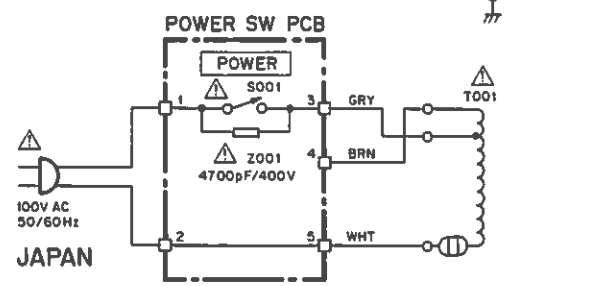 POWER SW PCB
POWER
S001
T001
1
3
GRY
4
BRN
Z001
4700pF/400V
100V AC
50/60Hz
2
5
WHT
JAPAN